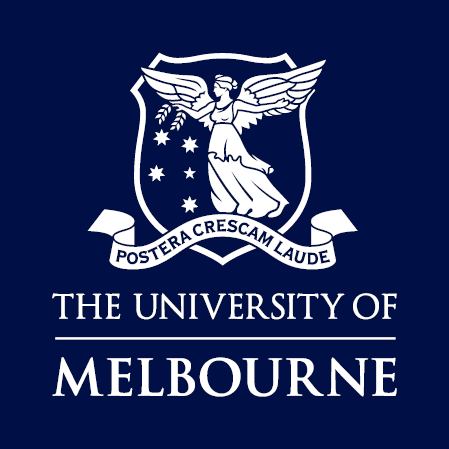 POSTERA CRESCAM LAUDE
THE UNIVERSITY OF
MELBOURNE